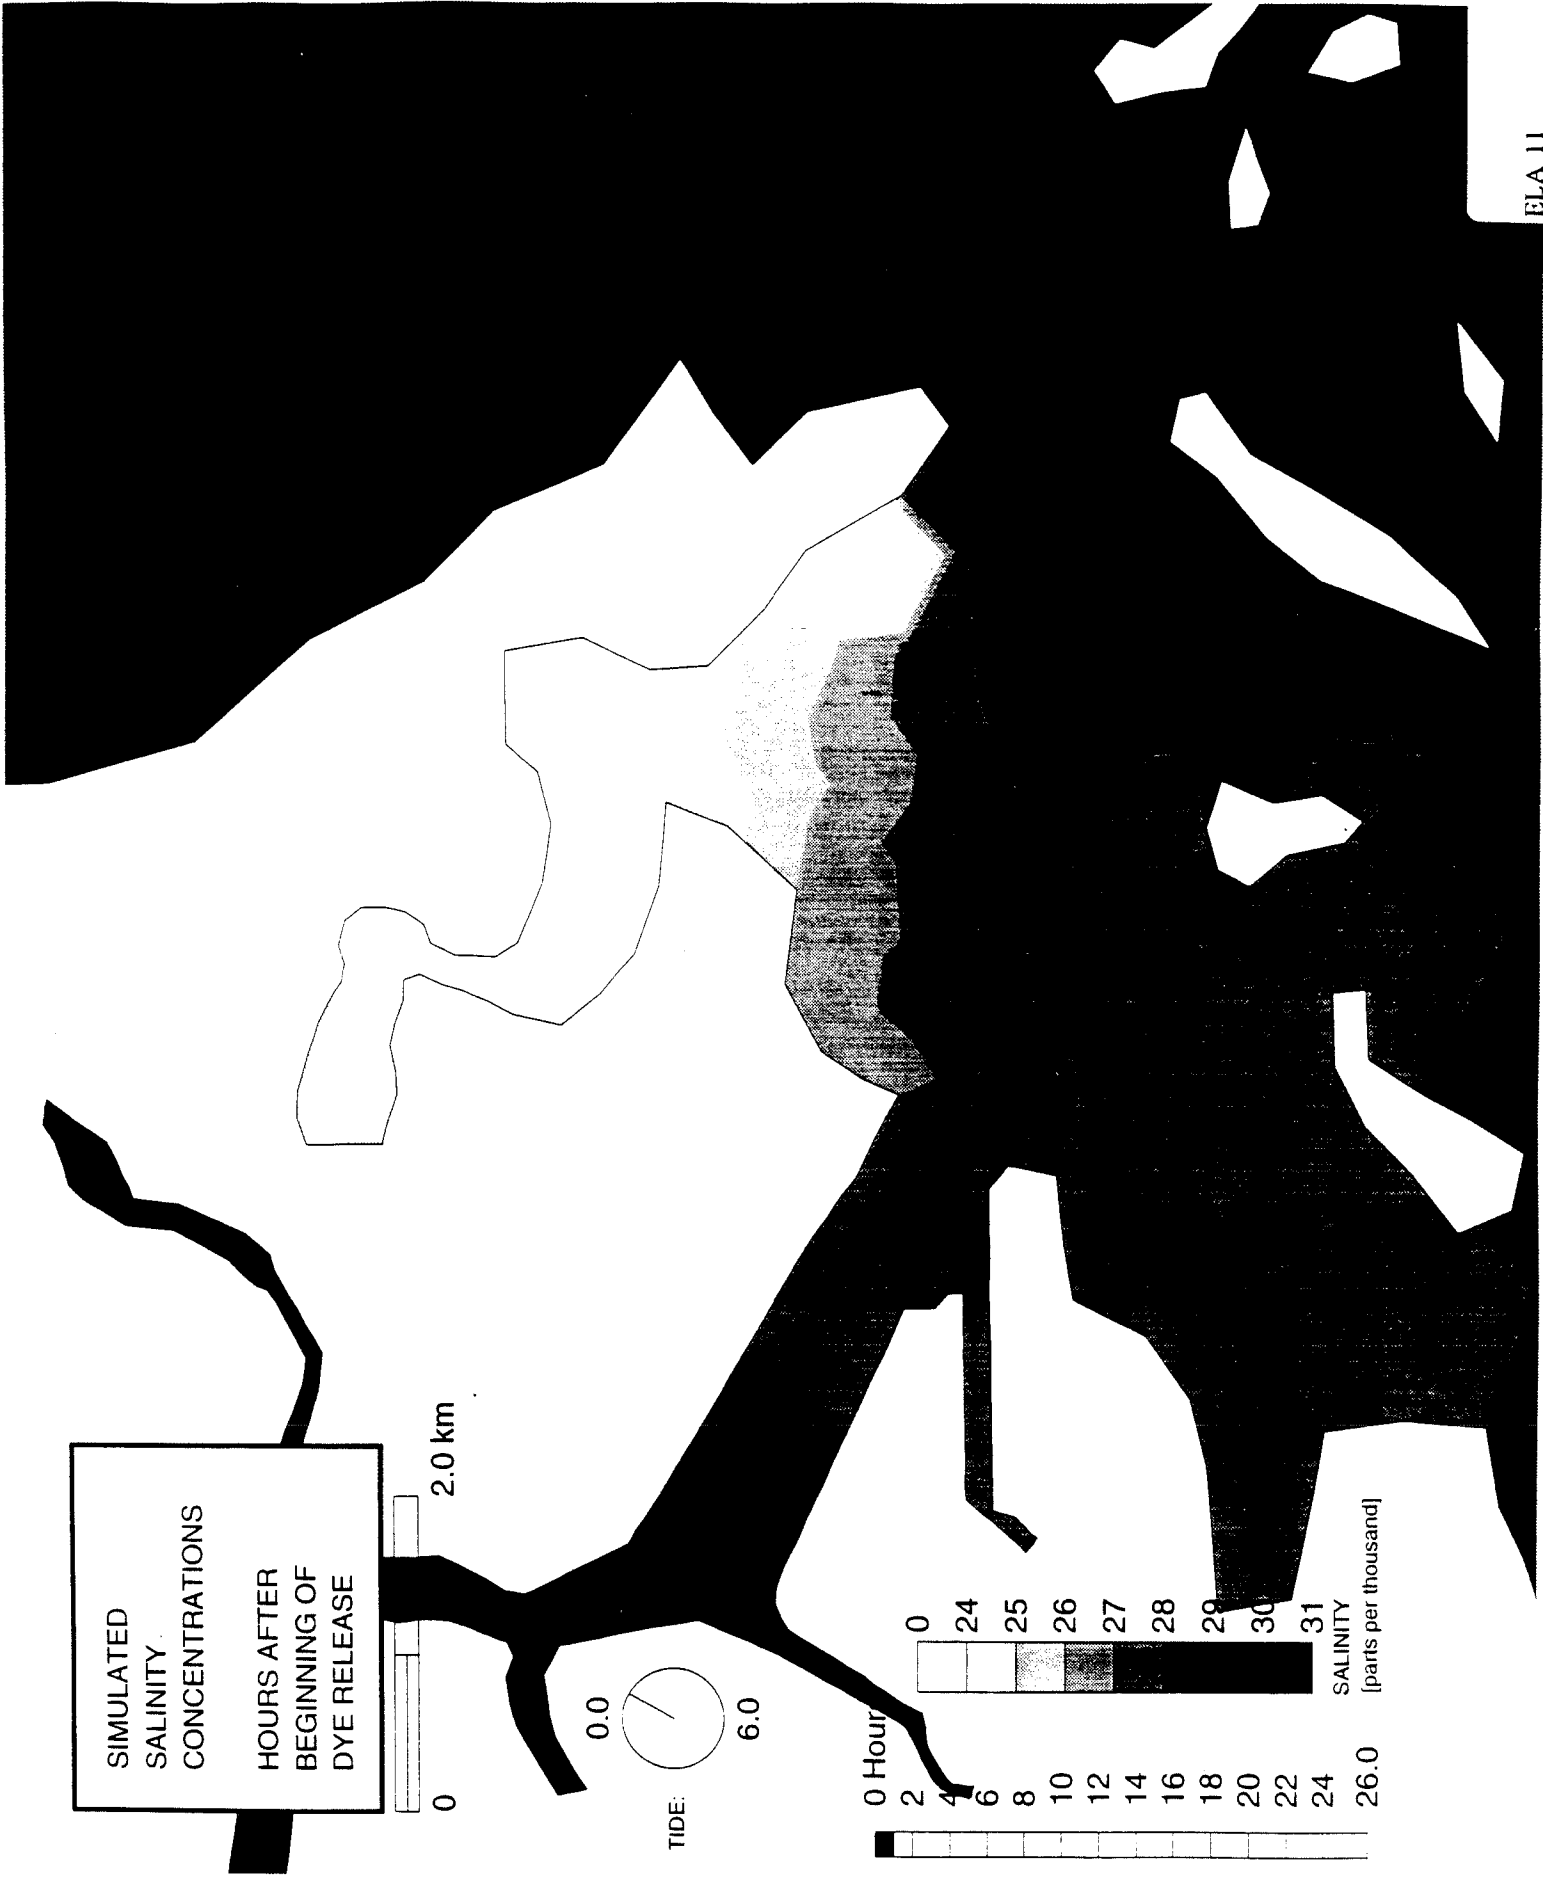 SIMULATED
SALINITY
CONCENTRATIONS
HOURS AFTER
BEGINNING OF
DYE RELEASE
0
2.0 km
TIDE:
0.0
6.0
0 Hour
2
4
6
8
10
12
14
16
18
20
22
24
26.0
0
24
25
26
27
28
29
30
31
SALINITY
[parts per thousand]
ELA 11